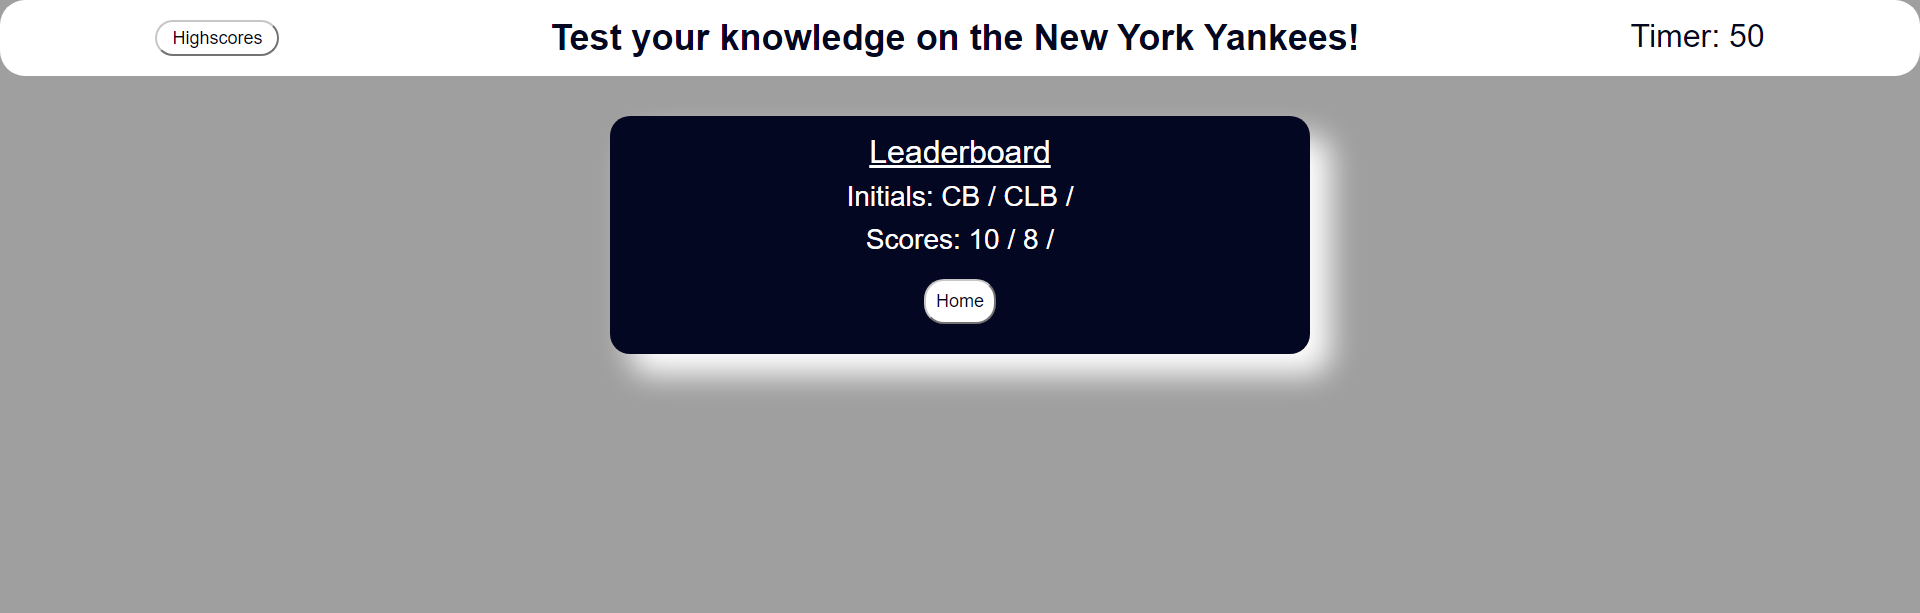 Highscores
Test your knowledge on the New York Yankees!
Timer: 50
Leaderboard
Initials: CB / CLB /
Scores: 10 / 8 /
Home